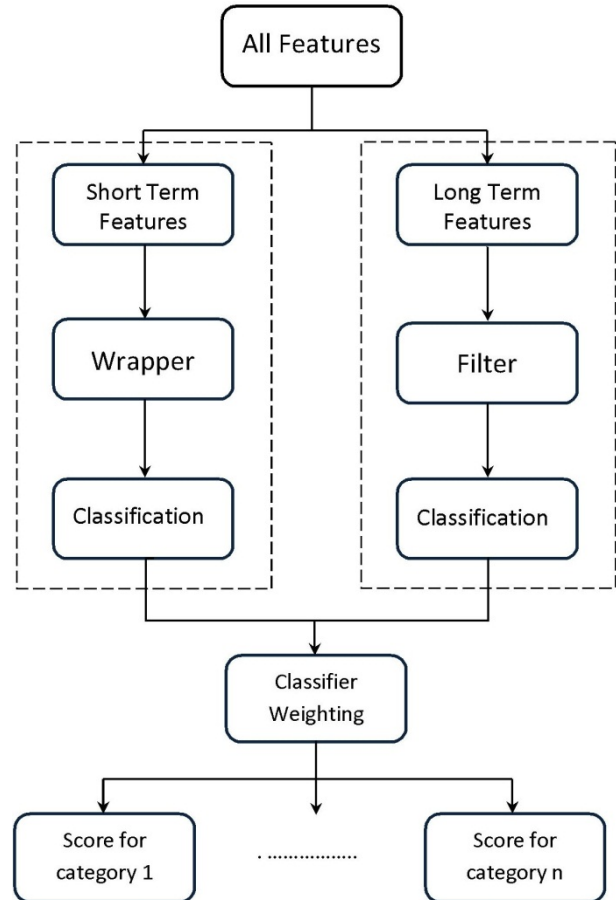 All Features
Short Term
Features
Long Term
Features
Wrapper
Filter
Classification
Classification
Classifier
Weighting
Score for
category 1
. ................
Score for
category n